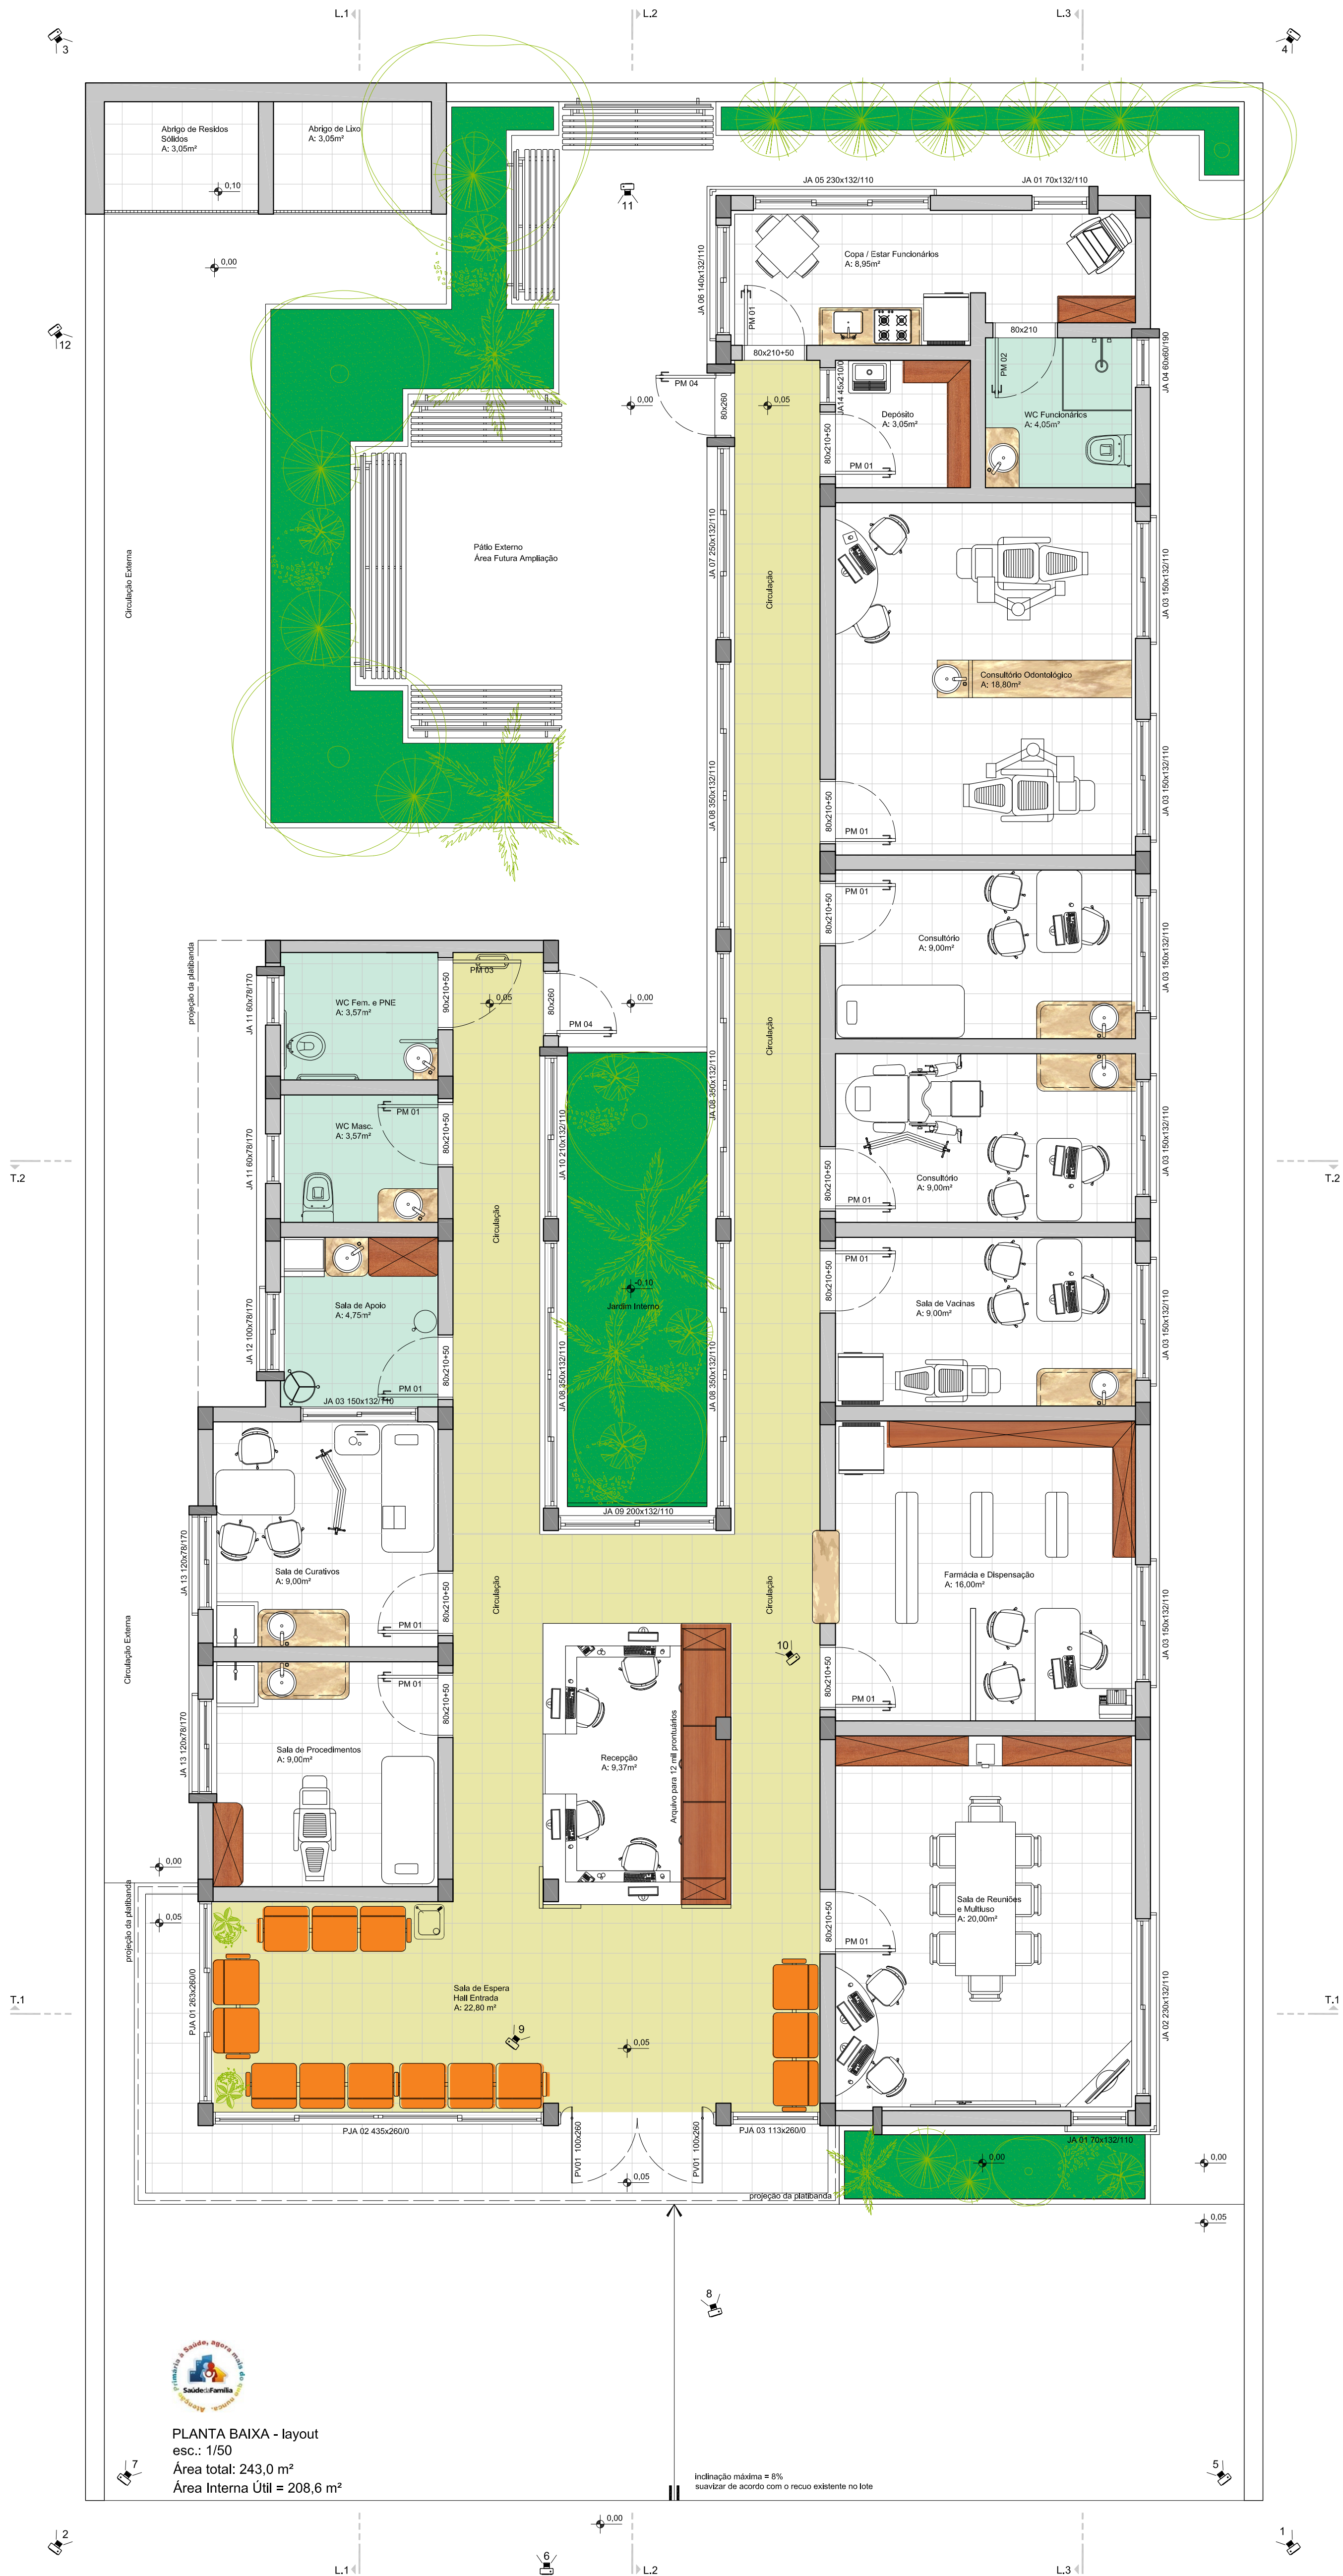 L.1
L.2
L.3
3
4
Abrigo de Residos
Sólidos
A: 3,05m²
Abrigo de Lixo
A: 3,05m²
0,10
11
JA 05 230x132/110
JA 01 70x132/110
0,00
JA 06 140x132/110
Copa / Estar Funcionários
A: 8,95m²
PM 01
12
80x210
80x210+50
PM 02
JA 04 60x60/190
PM 04
0,00
80x260
0,05
JA14 45x210/0
Depósito
A: 3,05m²
WC Funcionários
A: 4,05m²
80x210+50
PM 01
Circulação Externa
Pátio Externo
Área Futura Ampliação
JA 07 250x132/110
Circulação
JA 03 150x132/110
Consultório Odontológico
A: 18,80m²
JA 08 350x132/110
JA 03 150x132/110
80x210+50
PM 01
PM 01
80x210+50
Consultório
A: 9,00m²
JA 03 150x132/110
projeção da platibanda
PM 03
WC Fem. e PNE
A: 3,57m²
JA 11 60x78/170
90x210+50
0,05
80x260
0,00
PM 04
Circulação
JA 08 350x132/110
WC Masc.
A: 3,57m²
PM 01
80x210+50
JA 11 60x78/170
JA 10 210x132/110
JA 03 150x132/110
T.2
T.2
Consultório
A: 9,00m²
80x210+50
PM 01
Circulação
PM 01
80x210+50
-0,10
Jardim Interno
Sala de Apoio
A: 4,75m²
JA 12 100x78/170
80x210+50
PM 01
JA 03 150x132/110
Sala de Vacinas
A: 9.00m²
JA 03 150x132/110
JA 08 350x132/110
JA 08 350x132/110
JA 09 200x132/110
JA 13 120x78/170
Sala de Curativos
A: 9,00m²
80x210+50
PM 01
Circulação
Circulação
Farmácia e Dispensação
A: 16,00m²
JA 03 150x132/110
Circulação Externa
10
PM 01
80x210+50
80x210+50
PM 01
JA 13 120x78/170
Sala de Procedimentos
A: 9,00m²
Recepção
A: 9,37m²
Arquivo para 12 mill prontuários
0,00
projeção da platibanda
0,05
Sala de Reuniões
e Multiuso
A: 20,00m²
80x210+50
PM 01
PJA 01 263x260/0
Sala de Espera
Hall Entrada
A: 22,80 m²
T.1
T.1
9
0,05
JA 02 230x132/110
PJA 02 435x260/0
PV01 100x260
PV01 100x260
PJA 03 113x260/0
JA 01 70x132/110
0,00
0,00
0,05
projeção da platibanda
0,05
8
Atenção Primária à Saúde, agora mais do que nunca.
SaúdedaFamília
PLANTA BAIXA - layout
esc.: 1/50
Área total: 243,0 m²
Área Interna Útil = 208,6 m²
7
5
Inclinação máxima = 8%
suavizar de acordo com o recuo existente no lote
0,00
2
6
1
L.1
L.2
L.3